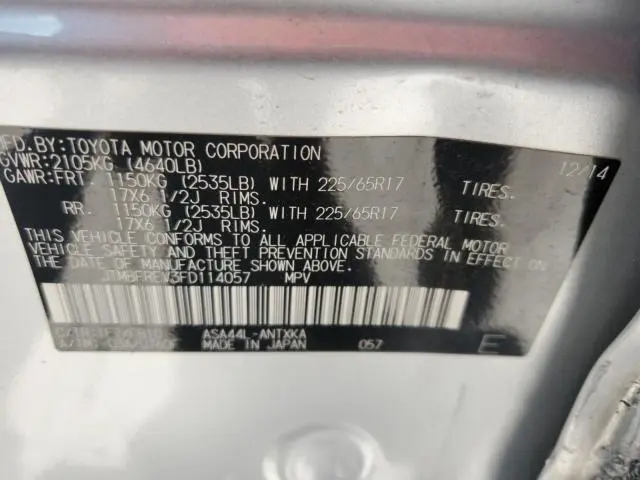 MFD.BY:TOYOTA MOTOR CORPORATION 12/14
GVWR:2105KG (4640LB)
GAWR:FRT. 1150KG (2535LB) WITH 225/65R17 TIRES.
17X6 1/2J RIMS.
RR. 1150KG (2535LB) WITH 225/65R17 TIRES.
17X6 1/2J RIMS.
THIS VEHICLE CONFORMS TO ALL APPLICABLE FEDERAL MOTOR
VEHICLE SAFETY AND THEFT PREVENTION STANDARDS IN EFFECT ON
THE DATE OF MANUFACTURE SHOWN ABOVE.
JTMBFREV3FD114057 MPV
ASA44L-ANTXKA
MADE IN JAPAN 057 E